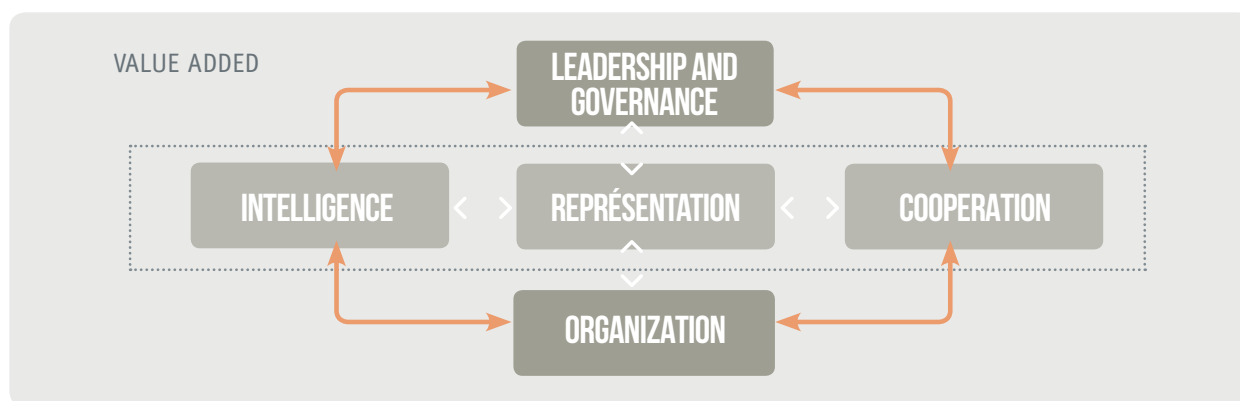 VALUE ADDED
LEADERSHIP AND
GOVERNANCE
INTELLIGENCE
REPRÉSENTATION
COOPERATION
ORGANIZATION